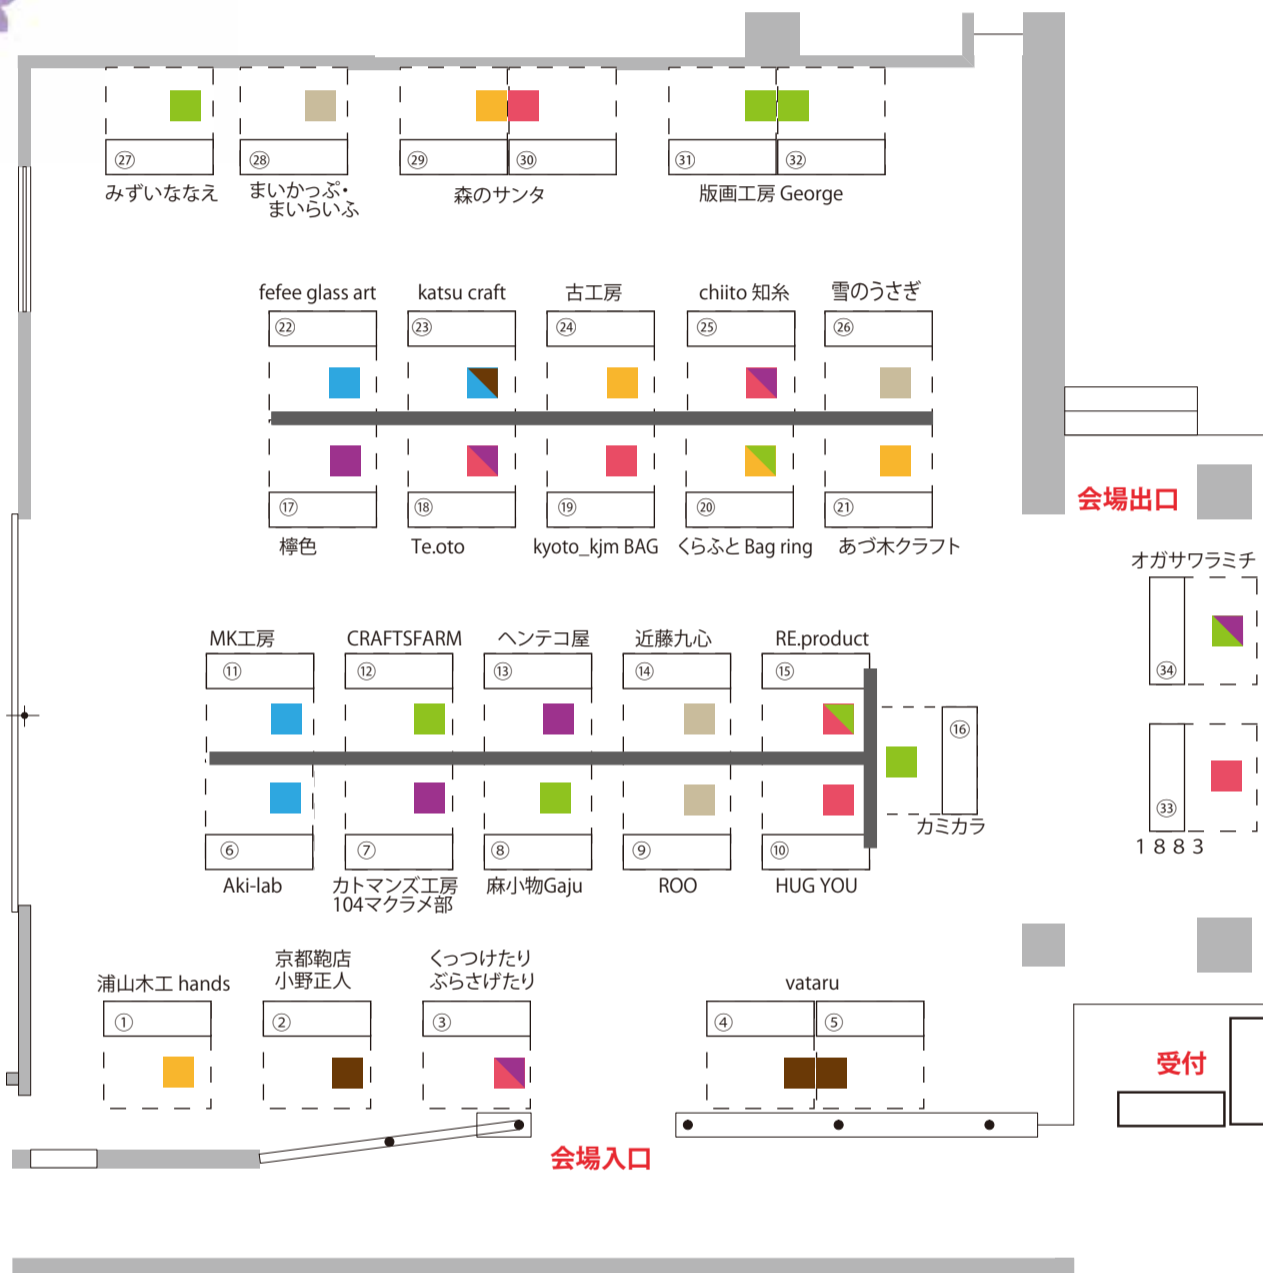 ㉗
㉘
㉙
㉚
㉛
㉜
みずいななえ
まいかっぷ・
まいらいふ
森のサンタ
版画工房 George
fefee glass art
katsu craft
古工房
chiito 知糸
雪のうさぎ
㉒
㉓
㉔
㉕
㉖
⑰
⑱
⑲
⑳
㉑
檸色
Te.oto
kyoto_kjm BAG
くらふと Bag ring
あづ木クラフト
会場出口
オガサワラミチ
㉞
㉝
1883
MK工房
CRAFTSFARM
ヘンテコ屋
近藤九心
RE.product
⑪
⑫
⑬
⑭
⑮
⑯
カミカラ
⑥
⑦
⑧
⑨
⑩
Aki-lab
カトマンズ工房
104マクラメ部
麻小物Gaju
ROO
HUG YOU
浦山木工 hands
京都鞄店
小野正人
くっつけたり
ぶらさげたり
vataru
①
②
③
④
⑤
受付
会場入口